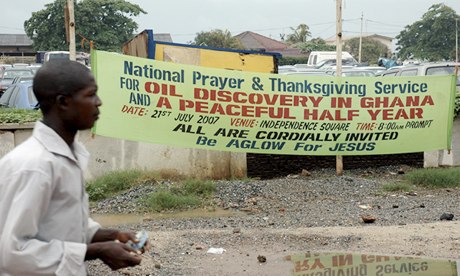 National Prayer & Thanksgiving Service
FOR OIL DISCOVERY IN GHANA
AND A PEACEFUL HALF YEAR
DATE: 21ST JULY 2007 VENUE: INDEPENDENCE SQUARE TIME: 8:00AM PROMPT
ALL ARE CORDIALLY INVITED
Be AGLOW FOR JESUS